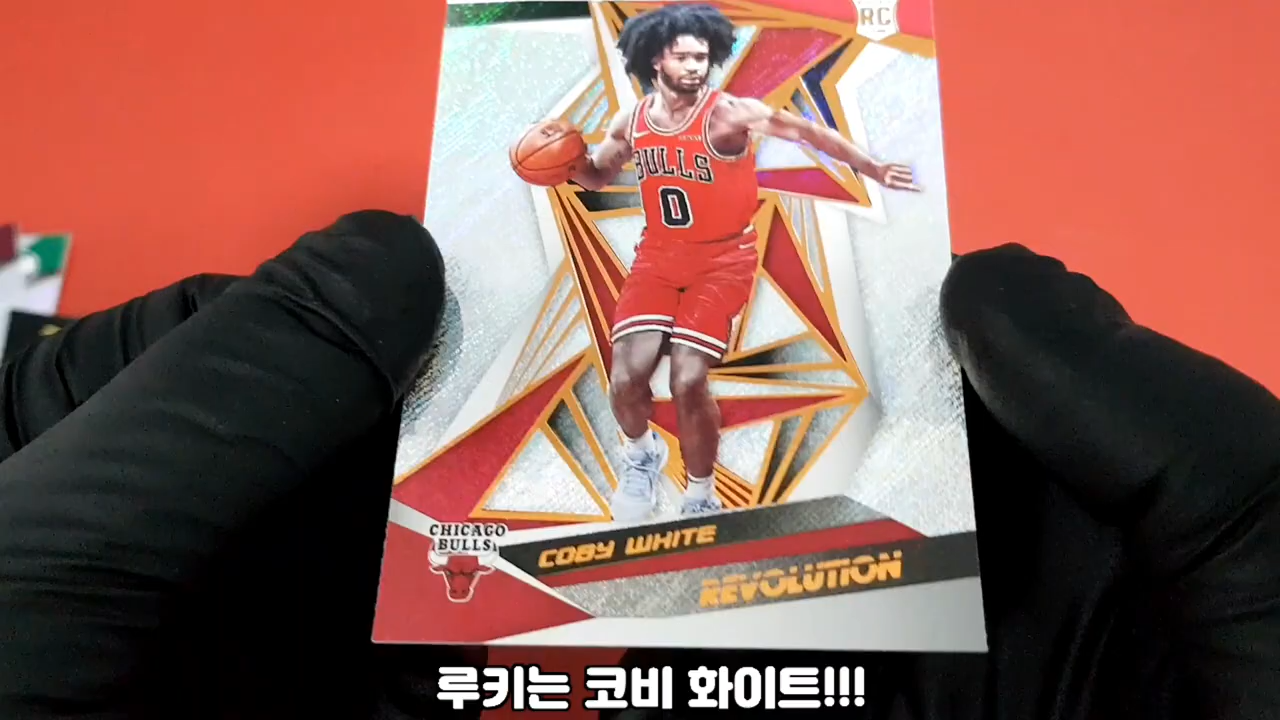 RC
BULLS
0
CHICAGO
BULLS
COBY WHITE
REVOLUTION
루키는 코비 화이트!!!